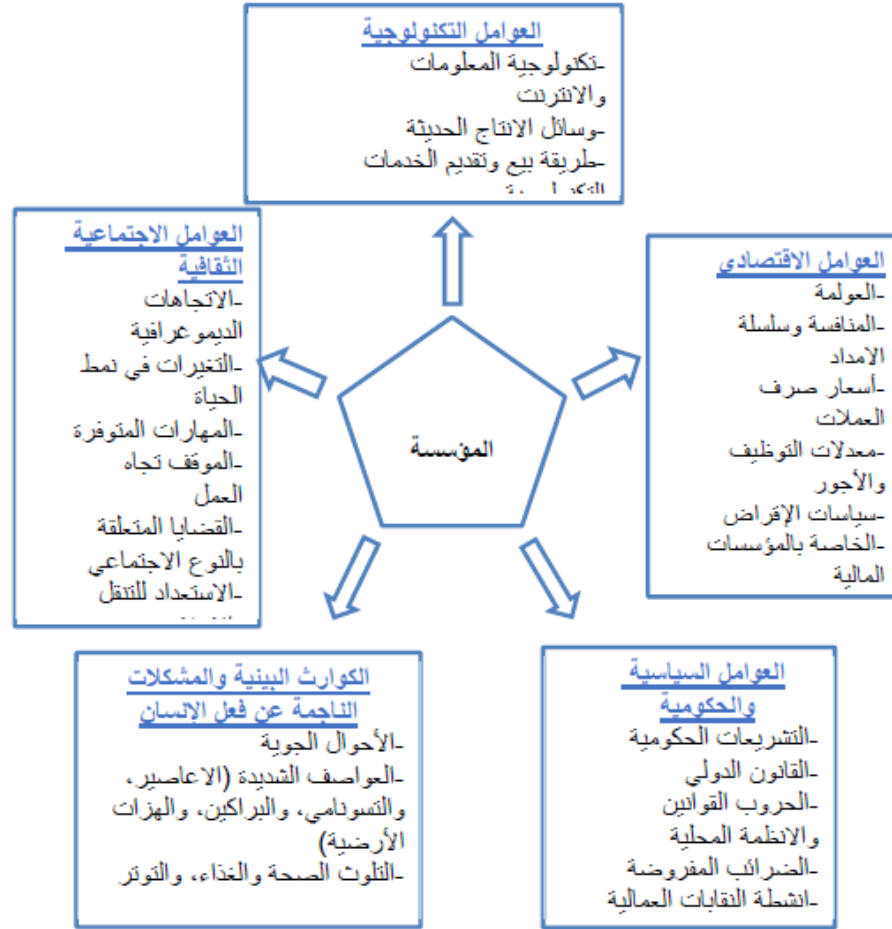 العوامل التكنولوجية
-تكنولوجية المعلومات
والانترنت
-وسائل الانتاج الحديثة
-طريقة بيع وتقديم الخدمات
العوامل الاقتصادي
-العولمة
-المنافسة وسلسلة
الامداد
-أسعار صرف
العملات
-معدلات التوظيف
والأجور
-سياسات الإقراض
-الخاصة بالمؤسسات
المالية
العوامل الاجتماعية
الثقافية
-الاتجاهات
الديموغرافية
-التغيرات في نمط
الحياة
-المهارات المتوفرة
-الموقف تجاه
العمل
-القضايا المتعلقة
بالنوع الاجتماعي
-الاستعداد للتنقل
المؤسسة
العوامل السياسية
والحكومية
-التشريعات الحكومية
-القانون الدولي
-الحروب القوانين
والانظمة المحلية
-الضرائب المفروضة
-انشطة النقابات العمالية
الكوارث البيئية والمشكلات
الناجمة عن فعل الإنسان
-الأحوال الجوية
-العواصف الشديدة (الاعاصير،
والتسونامي، والبراكين، والهزات
الأرضية)
-التلوث الصحة والغذاء، والتوتر